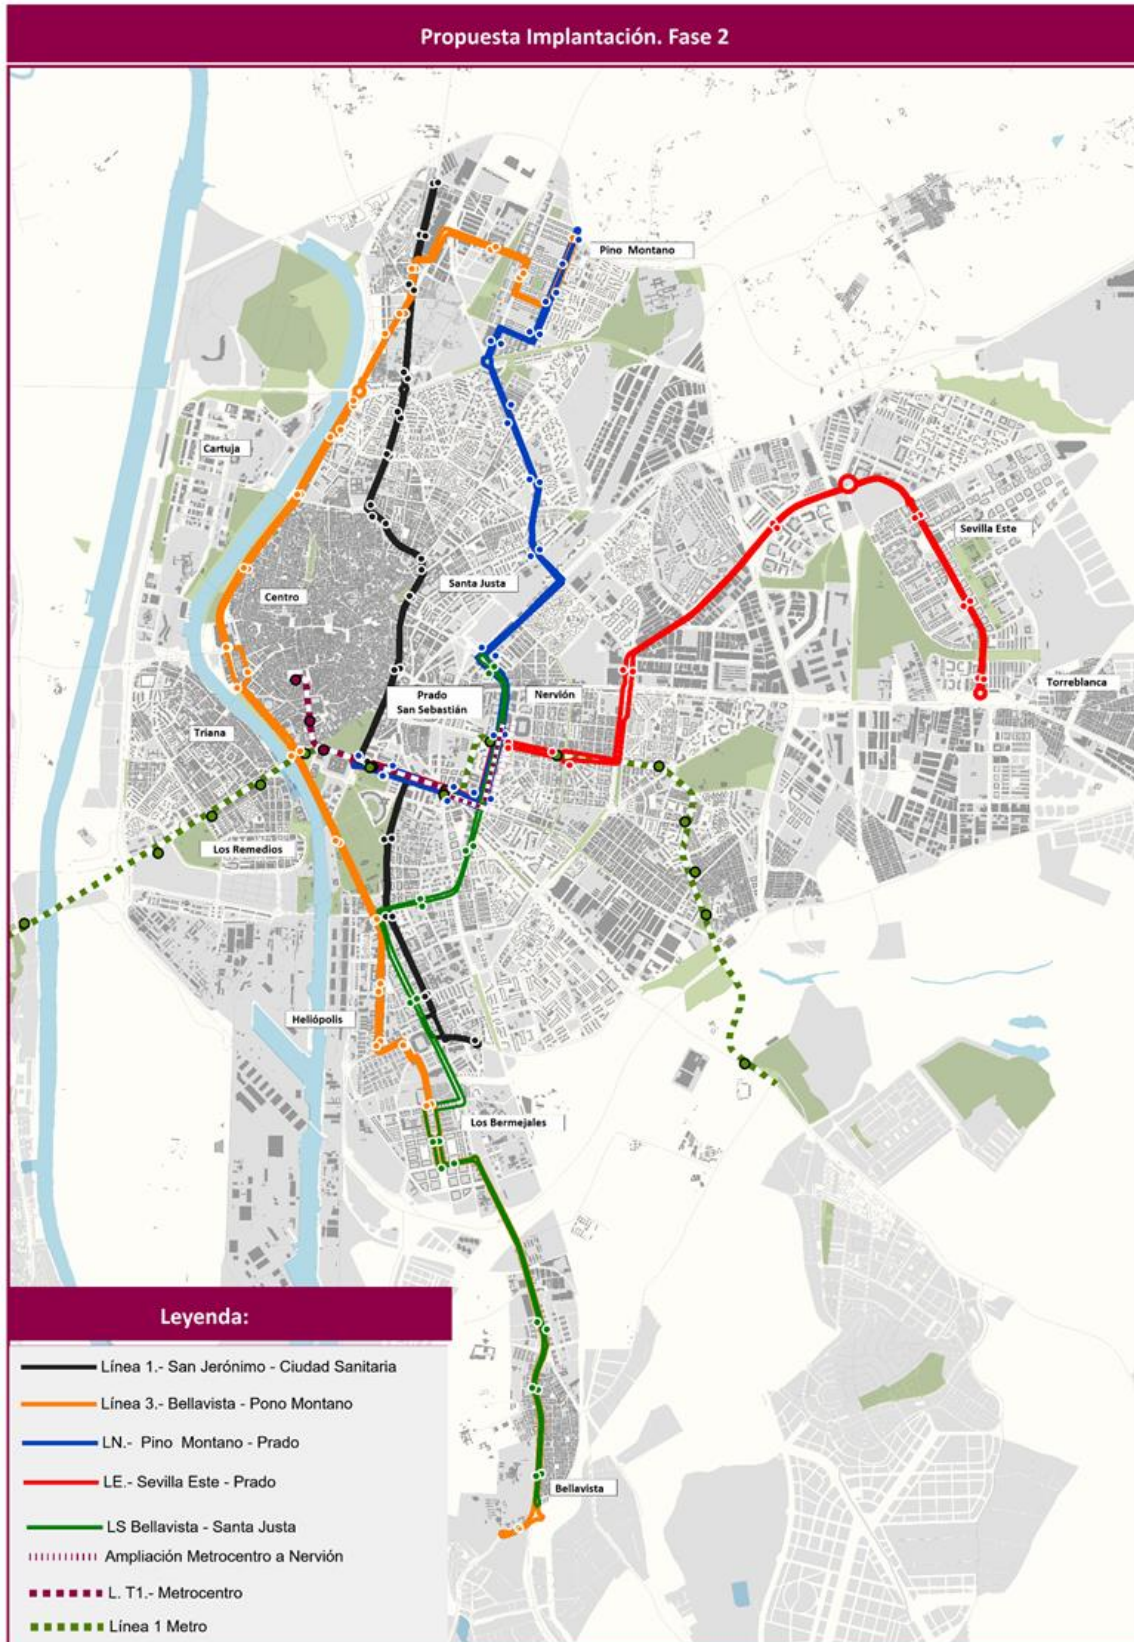 Propuesta Implantación. Fase 2
Pino Montano
Cartuja
Sevilla Este
Santa Justa
Centro
Prado
San Sebastián
Nervión
Torreblanca
Triana
Los Remedios
Heliópolis
Los Bermejales
Bellavista
Leyenda:
Línea 1.- San Jerónimo - Ciudad Sanitaria
Línea 3.- Bellavista - Pono Montano
LN.- Pino Montano - Prado
LE.- Sevilla Este - Prado
LS Bellavista - Santa Justa
Ampliación Metrocentro a Nervión
L. T1.- Metrocentro
Línea 1 Metro